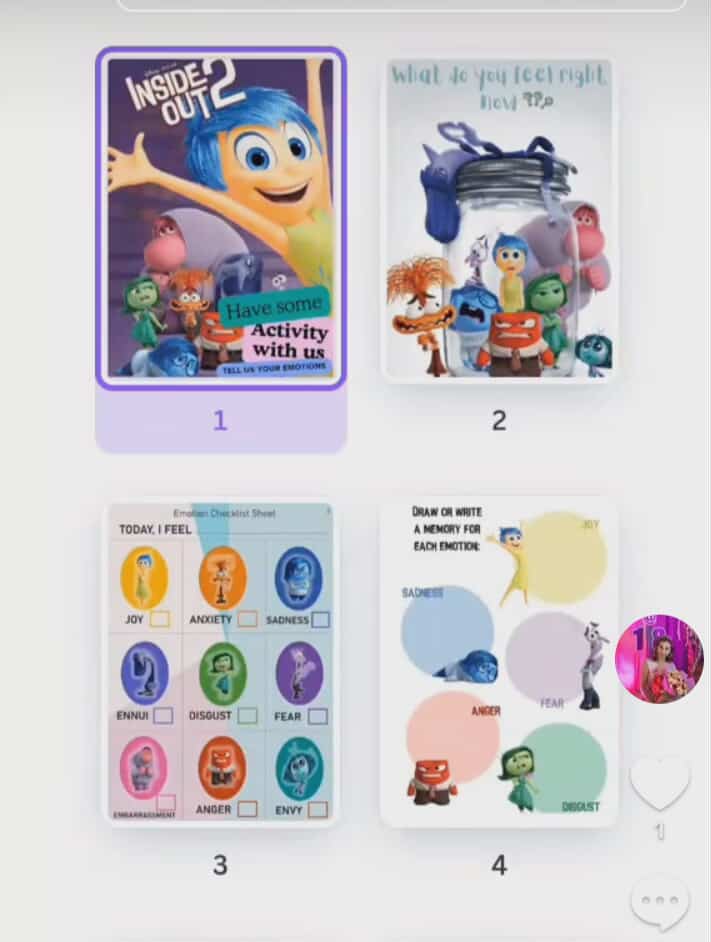 INSIDE
OUT 2
Have some
Activity
with us
TELL US YOUR EMOTIONS
1
What do you feel right
now ??
2
Emotion Checklist Sheet
TODAY, I FEEL
JOY
ANXIETY
SADNESS
ENNUI
DISGUST
FEAR
EMBARRASSMENT
ANGER
ENVY
3
DRAW OR WRITE
A MEMORY FOR
EACH EMOTION:
JOY
SADNESS
FEAR
ANGER
DISGUST
4
18
1